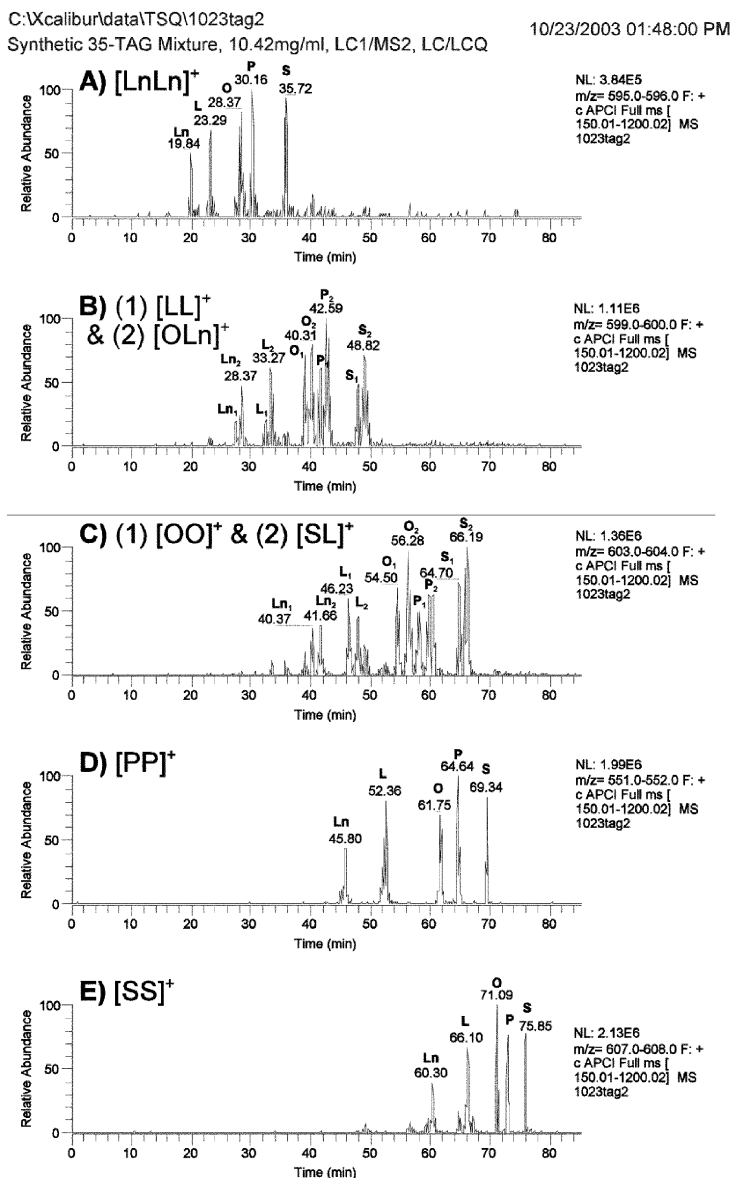 C:\Xcalibur\data\TSQ\1023tag2
10/23/2003 01:48:00 PM
Synthetic 35-TAG Mixture, 10.42mg/ml, LC1/MS2, LC/LCQ
A) [LnLn]+
Ln
19.84
L
23.29
O
28.37
P
30.16
S
35.72
NL: 3.84E5
m/z= 595.0-596.0 F: +
c APCI Full ms [
150.01-1200.02] MS
1023tag2
Relative Abundance
100
50
0
0 10 20 30 40 50 60 70 80
Time (min)
B) (1) [LL]+
& (2) [OLn]+
Ln1
Ln2
28.37
L1
L2
33.27
O1
O2
40.31
P1
P2
42.59
S1
S2
48.82
NL: 1.11E6
m/z= 599.0-600.0 F: +
c APCI Full ms [
150.01-1200.02] MS
1023tag2
Relative Abundance
100
50
0
0 10 20 30 40 50 60 70 80
Time (min)
C) (1) [OO]+ & (2) [SL]+
Ln1
40.37
Ln2
41.66
L1
46.23
L2
O1
54.50
O2
56.28
P1
P2
S1
64.70
S2
66.19
NL: 1.36E6
m/z= 603.0-604.0 F: +
c APCI Full ms [
150.01-1200.02] MS
1023tag2
Relative Abundance
100
50
0
0 10 20 30 40 50 60 70 80
Time (min)
D) [PP]+
Ln
45.80
L
52.36
O
61.75
P
64.64
S
69.34
NL: 1.99E6
m/z= 551.0-552.0 F: +
c APCI Full ms [
150.01-1200.02] MS
1023tag2
Relative Abundance
100
50
0
0 10 20 30 40 50 60 70 80
Time (min)
E) [SS]+
Ln
60.30
L
66.10
O
71.09
P
S
75.85
NL: 2.13E6
m/z= 607.0-608.0 F: +
c APCI Full ms [
150.01-1200.02] MS
1023tag2
Relative Abundance
100
50
0
0 10 20 30 40 50 60 70 80
Time (min)